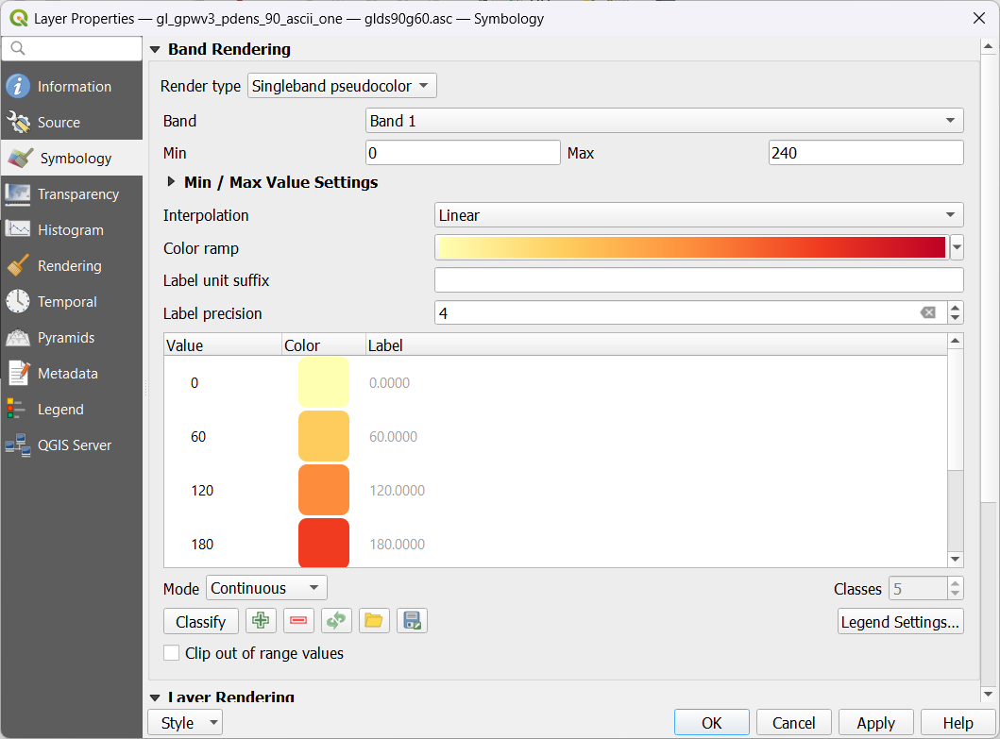 Layer Properties — gl_gpwv3_pdens_90_ascii_one — glds90g60.asc — Symbology
Information
Source
Symbology
Transparency
Histogram
Rendering
Temporal
Pyramids
Metadata
Legend
QGIS Server
Band Rendering
Render type Singleband pseudocolor
Band Band 1
Min 0 Max 240
Min / Max Value Settings
Interpolation Linear
Color ramp
Label unit suffix
Label precision 4
Value Color Label
0 0.0000
60 60.0000
120 120.0000
180 180.0000
Mode Continuous Classes 5
Classify Legend Settings...
Clip out of range values
Layer Rendering
Style OK Cancel Apply Help